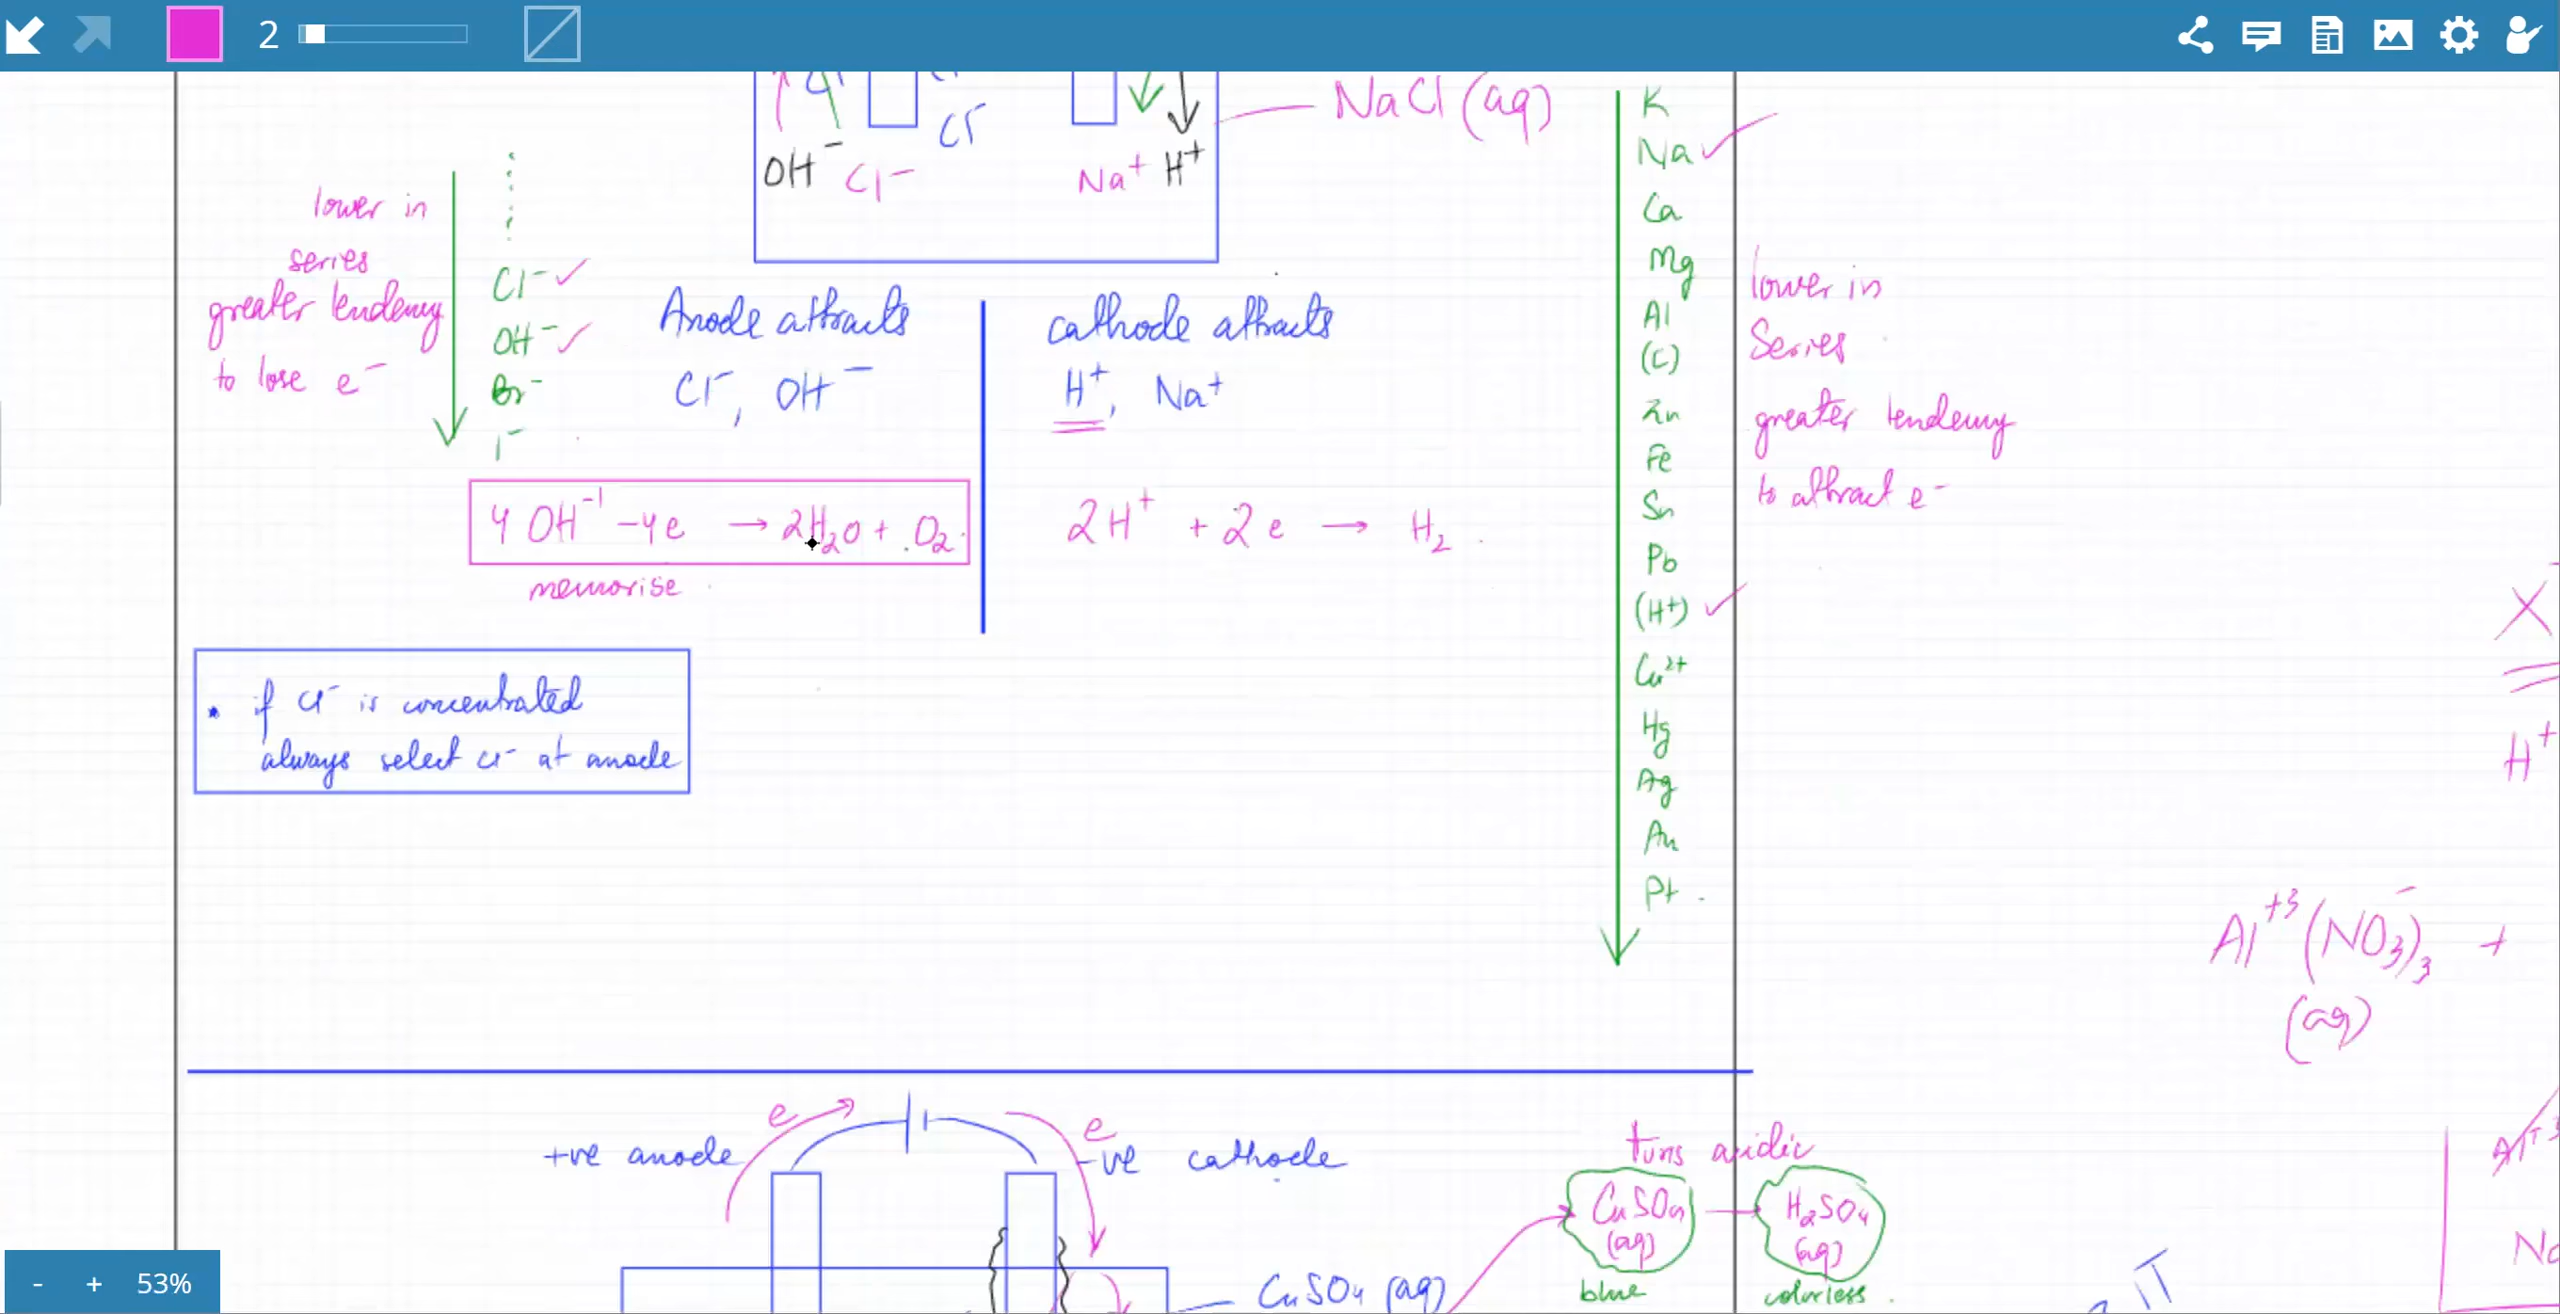 2
NaCl (aq)
Cl⁻
OH⁻ Cl⁻
Na⁺ H⁺
lower in
series
greater tendency
to lose e⁻
Cl⁻ ✓
OH⁻ ✓
Br⁻
I⁻
Anode attracts
Cl⁻, OH⁻
cathode attracts
H⁺, Na⁺
4 OH⁻¹ -4e → 2H₂O + O₂
memorise
2H⁺ + 2e → H₂
K
Na ✓
Ca
Mg
Al
(C)
Zn
Fe
Sn
Pb
(H⁺) ✓
Cu²⁺
Hg
Ag
Au
Pt
lower in
Series
greater tendency
to attract e⁻
X
H⁺
• if Cl⁻ is concentrated
always select Cl⁻ at anode
Al⁺³(NO₃⁻)₃ +
(aq)
e
e
+ve anode
-ve cathode
turns acidic
CuSO₄
(aq)
H₂SO₄
(aq)
blue
colorless
CuSO₄ (aq)
Al⁺³
- + 53%